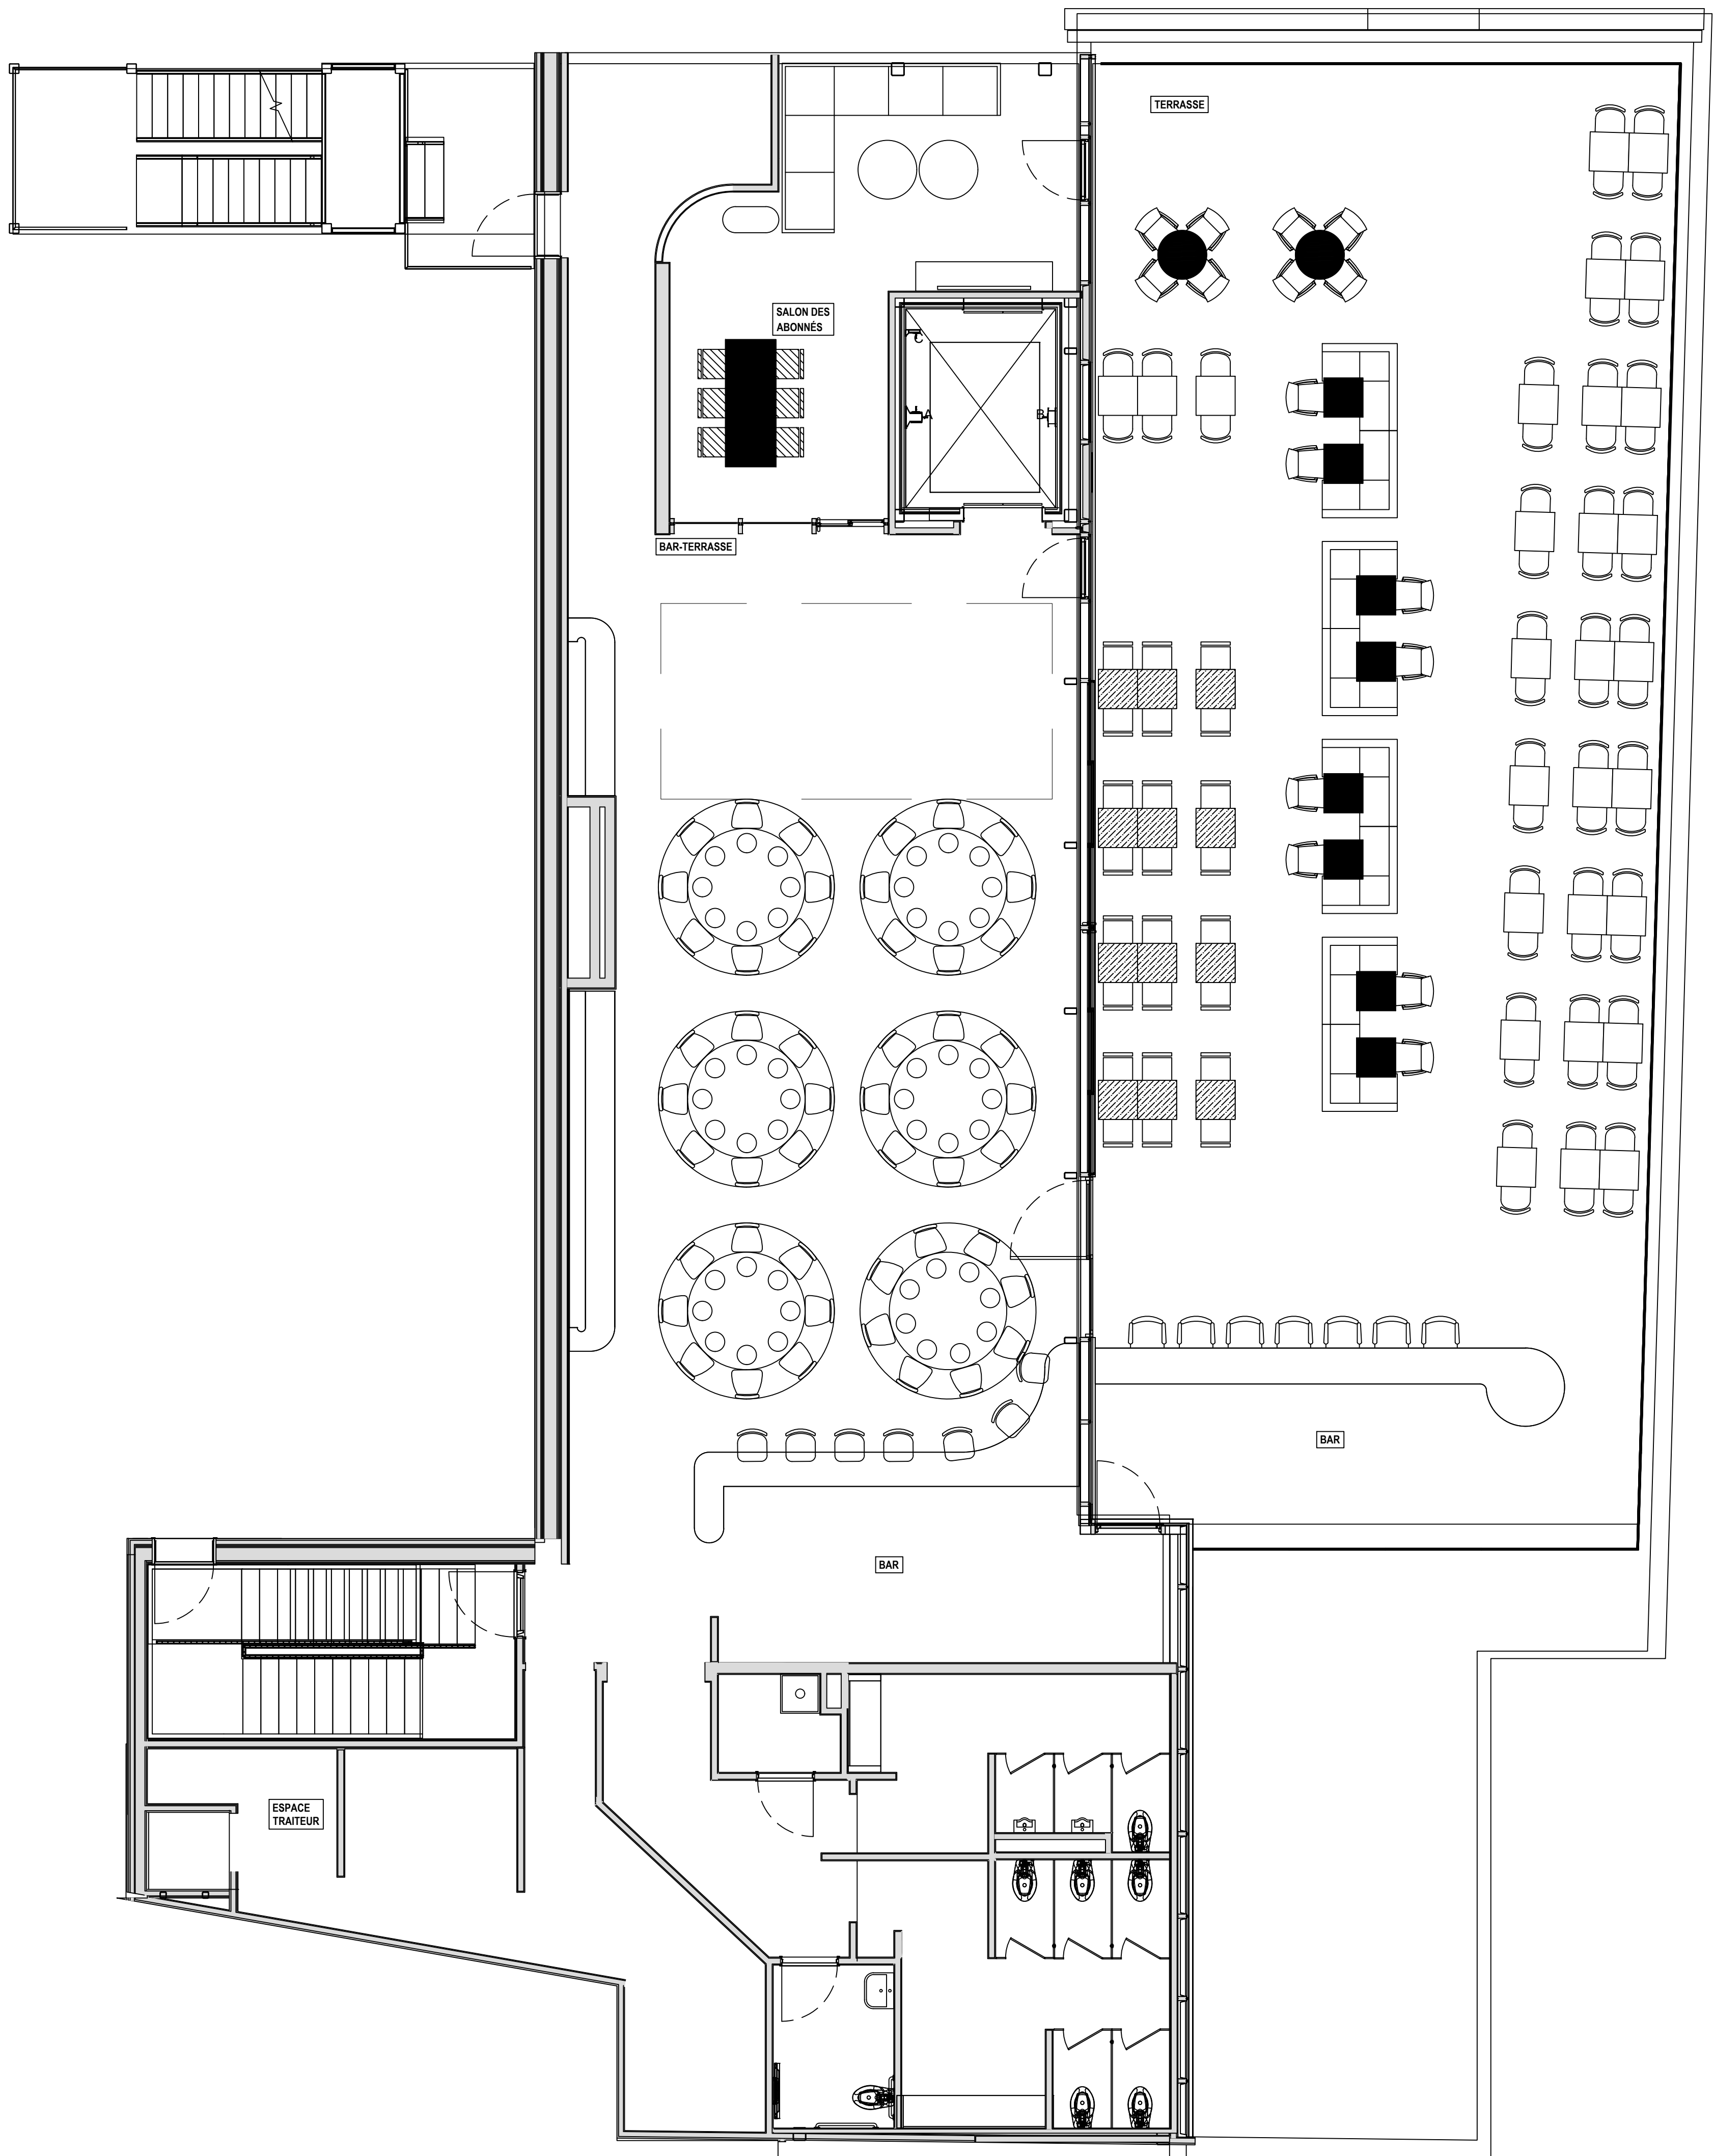 TERRASSE
SALON DES
ABONNÉS
C
A
B
BAR-TERRASSE
BAR
BAR
ESPACE
TRAITEUR